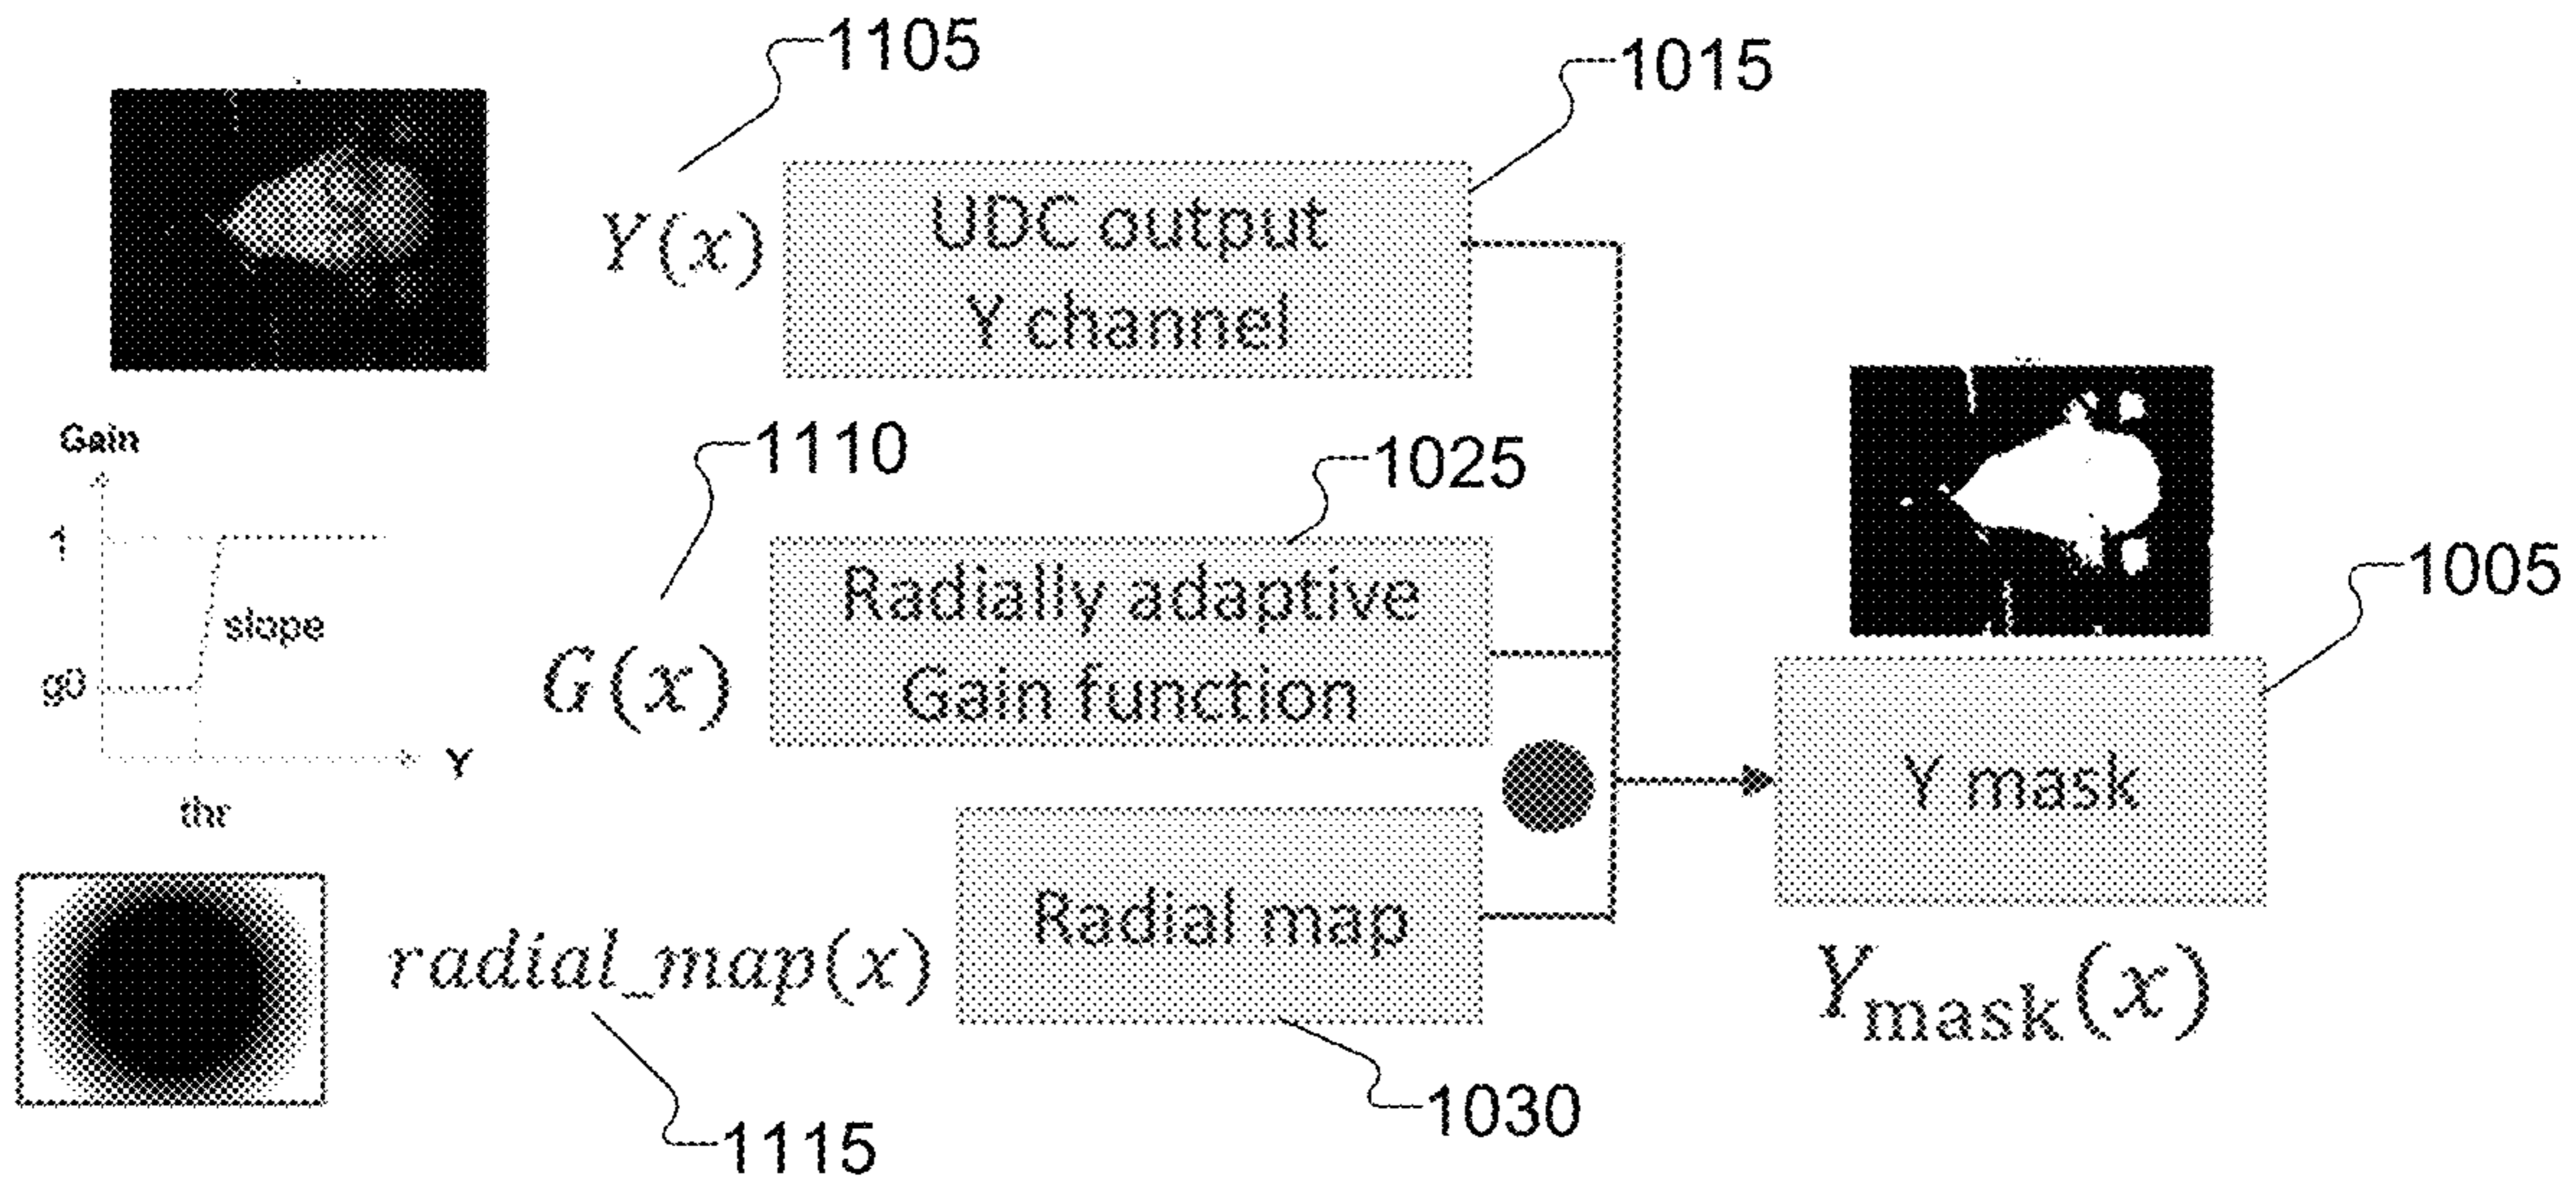 1105
1015
Y(x)
UDC output
Y channel
Gain
1
g0
slope
Y
thr
1110
1025
G(x)
Radially adaptive
Gain function
1005
Y mask
Radial map
radial_map(x)
Ymask(x)
1030
1115